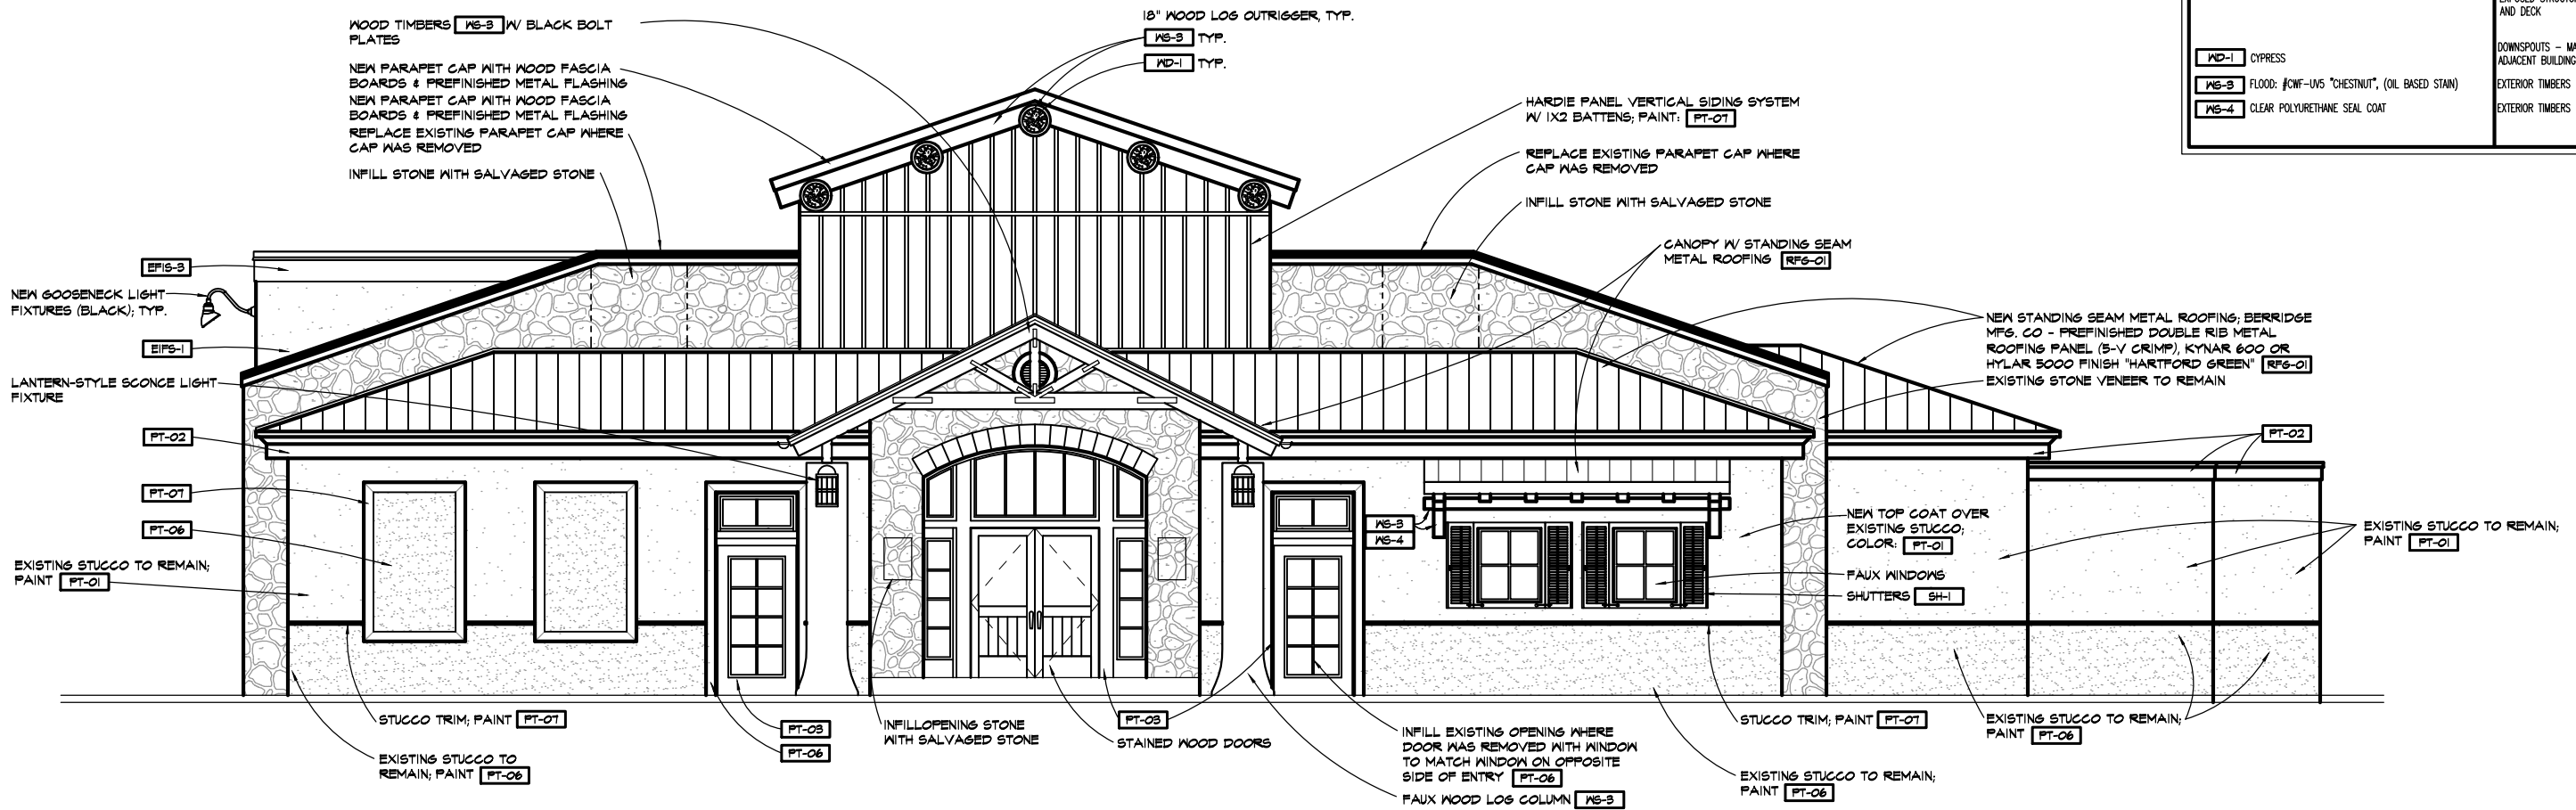 WOOD TIMBERS WS-3 W/ BLACK BOLT
PLATES
NEW PARAPET CAP WITH WOOD FASCIA
BOARDS & PREFINISHED METAL FLASHING
NEW PARAPET CAP WITH WOOD FASCIA
BOARDS & PREFINISHED METAL FLASHING
REPLACE EXISTING PARAPET CAP WHERE
CAP WAS REMOVED
INFILL STONE WITH SALVAGED STONE
18" WOOD LOG OUTRIGGER, TYP.
WS-3 TYP.
WD-1 TYP.
HARDIE PANEL VERTICAL SIDING SYSTEM
W/ 1X2 BATTENS; PAINT: PT-07
REPLACE EXISTING PARAPET CAP WHERE
CAP WAS REMOVED
INFILL STONE WITH SALVAGED STONE
CANOPY W/ STANDING SEAM
METAL ROOFING RFG-01
AND DECK
DOWNSPOUTS - MA
WD-1 CYPRESS
ADJACENT BUILDING
WS-3 FLOOD: #CWF-UV5 "CHESTNUT", (OIL BASED STAIN)
EXTERIOR TIMBERS
WS-4 CLEAR POLYURETHANE SEAL COAT
EXTERIOR TIMBERS
EFIS-3
NEW GOOSENECK LIGHT
FIXTURES (BLACK); TYP.
EIFS-1
LANTERN-STYLE SCONCE LIGHT
FIXTURE
PT-02
PT-07
PT-06
EXISTING STUCCO TO REMAIN;
PAINT PT-01
NEW STANDING SEAM METAL ROOFING; BERRIDGE
MFG. CO - PREFINISHED DOUBLE RIB METAL
ROOFING PANEL (5-V CRIMP), KYNAR 600 OR
HYLAR 5000 FINISH "HARTFORD GREEN" RFG-01
EXISTING STONE VENEER TO REMAIN
PT-02
WS-3
WS-4
NEW TOP COAT OVER
EXISTING STUCCO;
COLOR: PT-01
FAUX WINDOWS
SHUTTERS SH-1
EXISTING STUCCO TO REMAIN;
PAINT PT-01
STUCCO TRIM; PAINT PT-07
EXISTING STUCCO TO
REMAIN; PAINT PT-06
PT-03
PT-06
INFILLOPENING STONE
WITH SALVAGED STONE
PT-03
STAINED WOOD DOORS
INFILL EXISTING OPENING WHERE
DOOR WAS REMOVED WITH WINDOW
TO MATCH WINDOW ON OPPOSITE
SIDE OF ENTRY PT-06
FAUX WOOD LOG COLUMN WS-3
STUCCO TRIM; PAINT PT-07
EXISTING STUCCO TO REMAIN;
PAINT PT-06
EXISTING STUCCO TO REMAIN;
PAINT PT-06